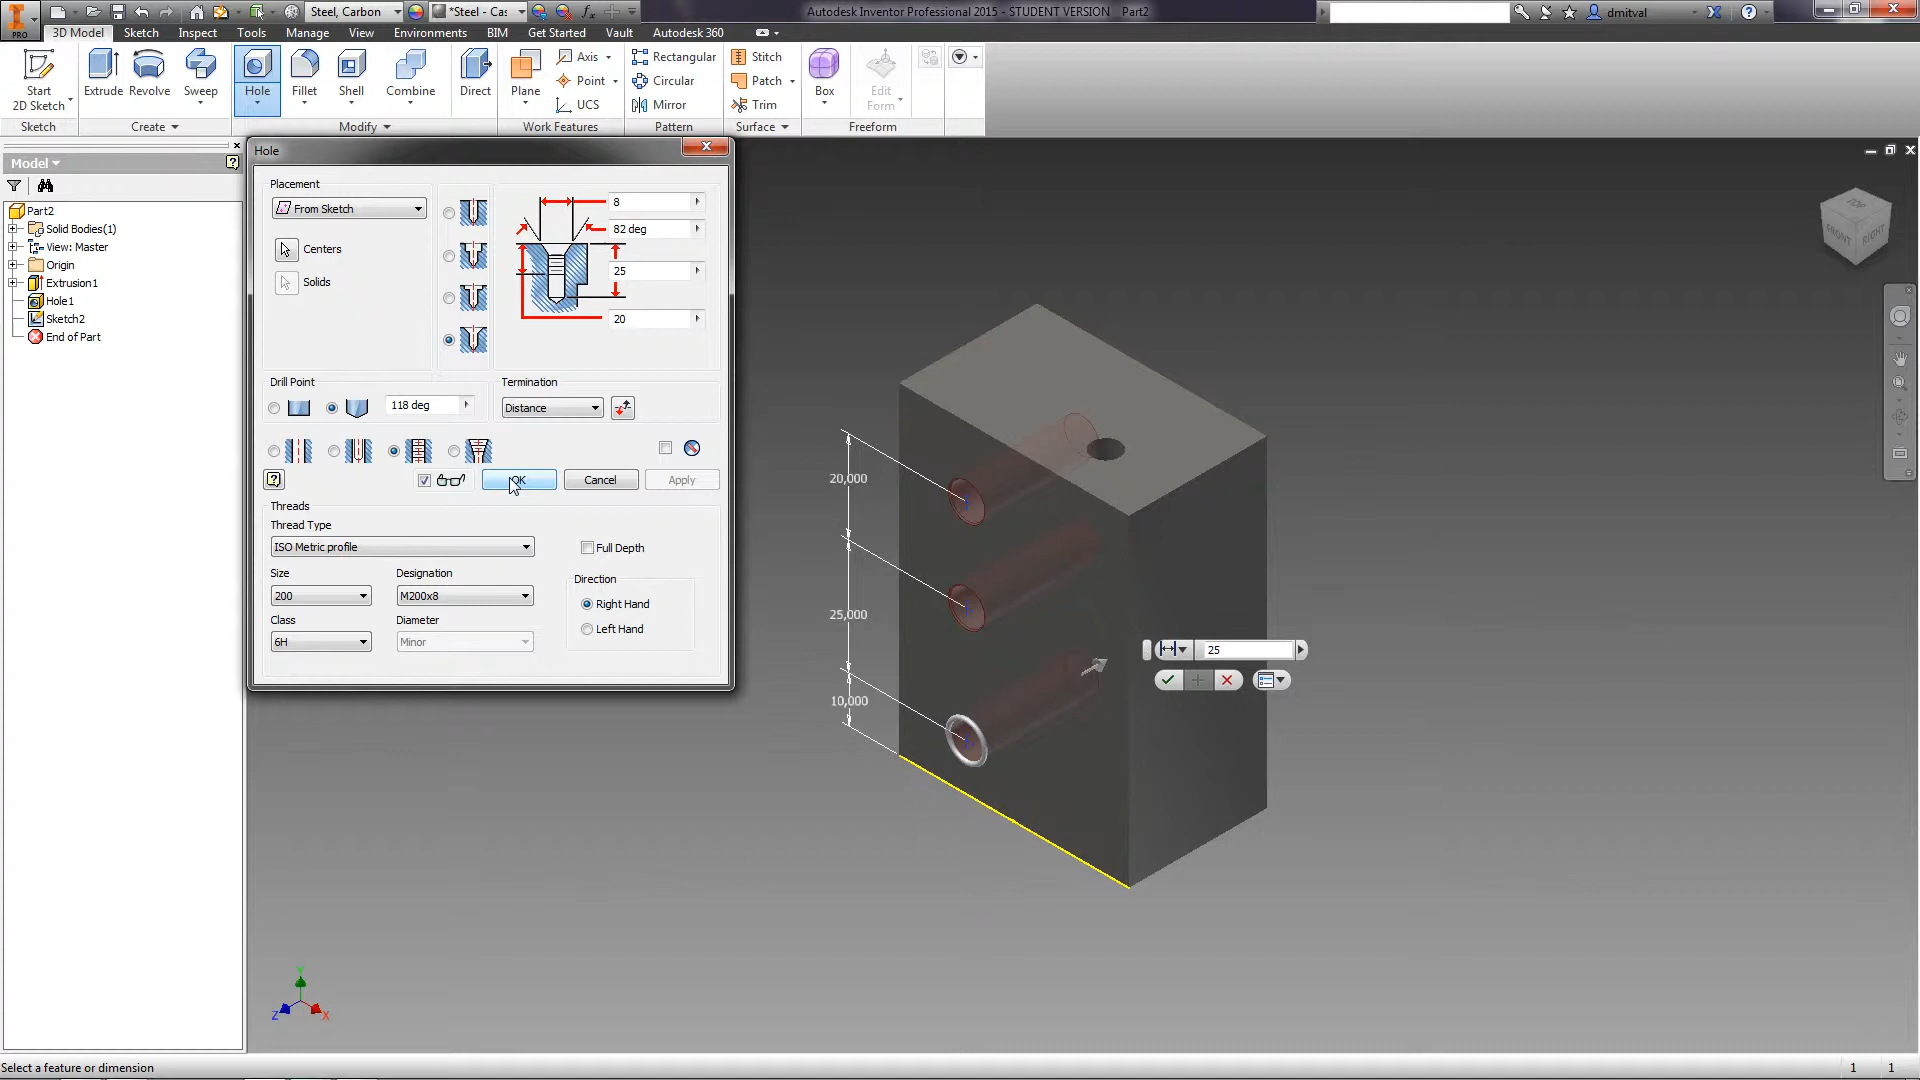 PRO
Steel, Carbon
*Steel - Cas
Autodesk Inventor Professional 2015 - STUDENT VERSION Part2
dmitval
3D Model Sketch Inspect Tools Manage View Environments BIM Get Started Vault Autodesk 360
Start
2D Sketch
Extrude Revolve Sweep
Hole Fillet Shell Combine
Direct
Plane
Axis
Point
UCS
Rectangular
Circular
Mirror
Stitch
Patch
Trim
Box
Edit
Form
Sketch Create Modify Work Features Pattern Surface Freeform
Model
Part2
Solid Bodies(1)
View: Master
Origin
Extrusion1
Hole1
Sketch2
End of Part
Hole
Placement
From Sketch
Centers
Solids
8
82 deg
25
20
Drill Point
118 deg
Termination
Distance
OK Cancel Apply
Threads
Thread Type
ISO Metric profile
Full Depth
Size
200
Designation
M200x8
Direction
Right Hand
Left Hand
Class
6H
Diameter
Minor
TOP
FRONT RIGHT
20,000
25,000
10,000
25
Y
Z X
Select a feature or dimension
1 1